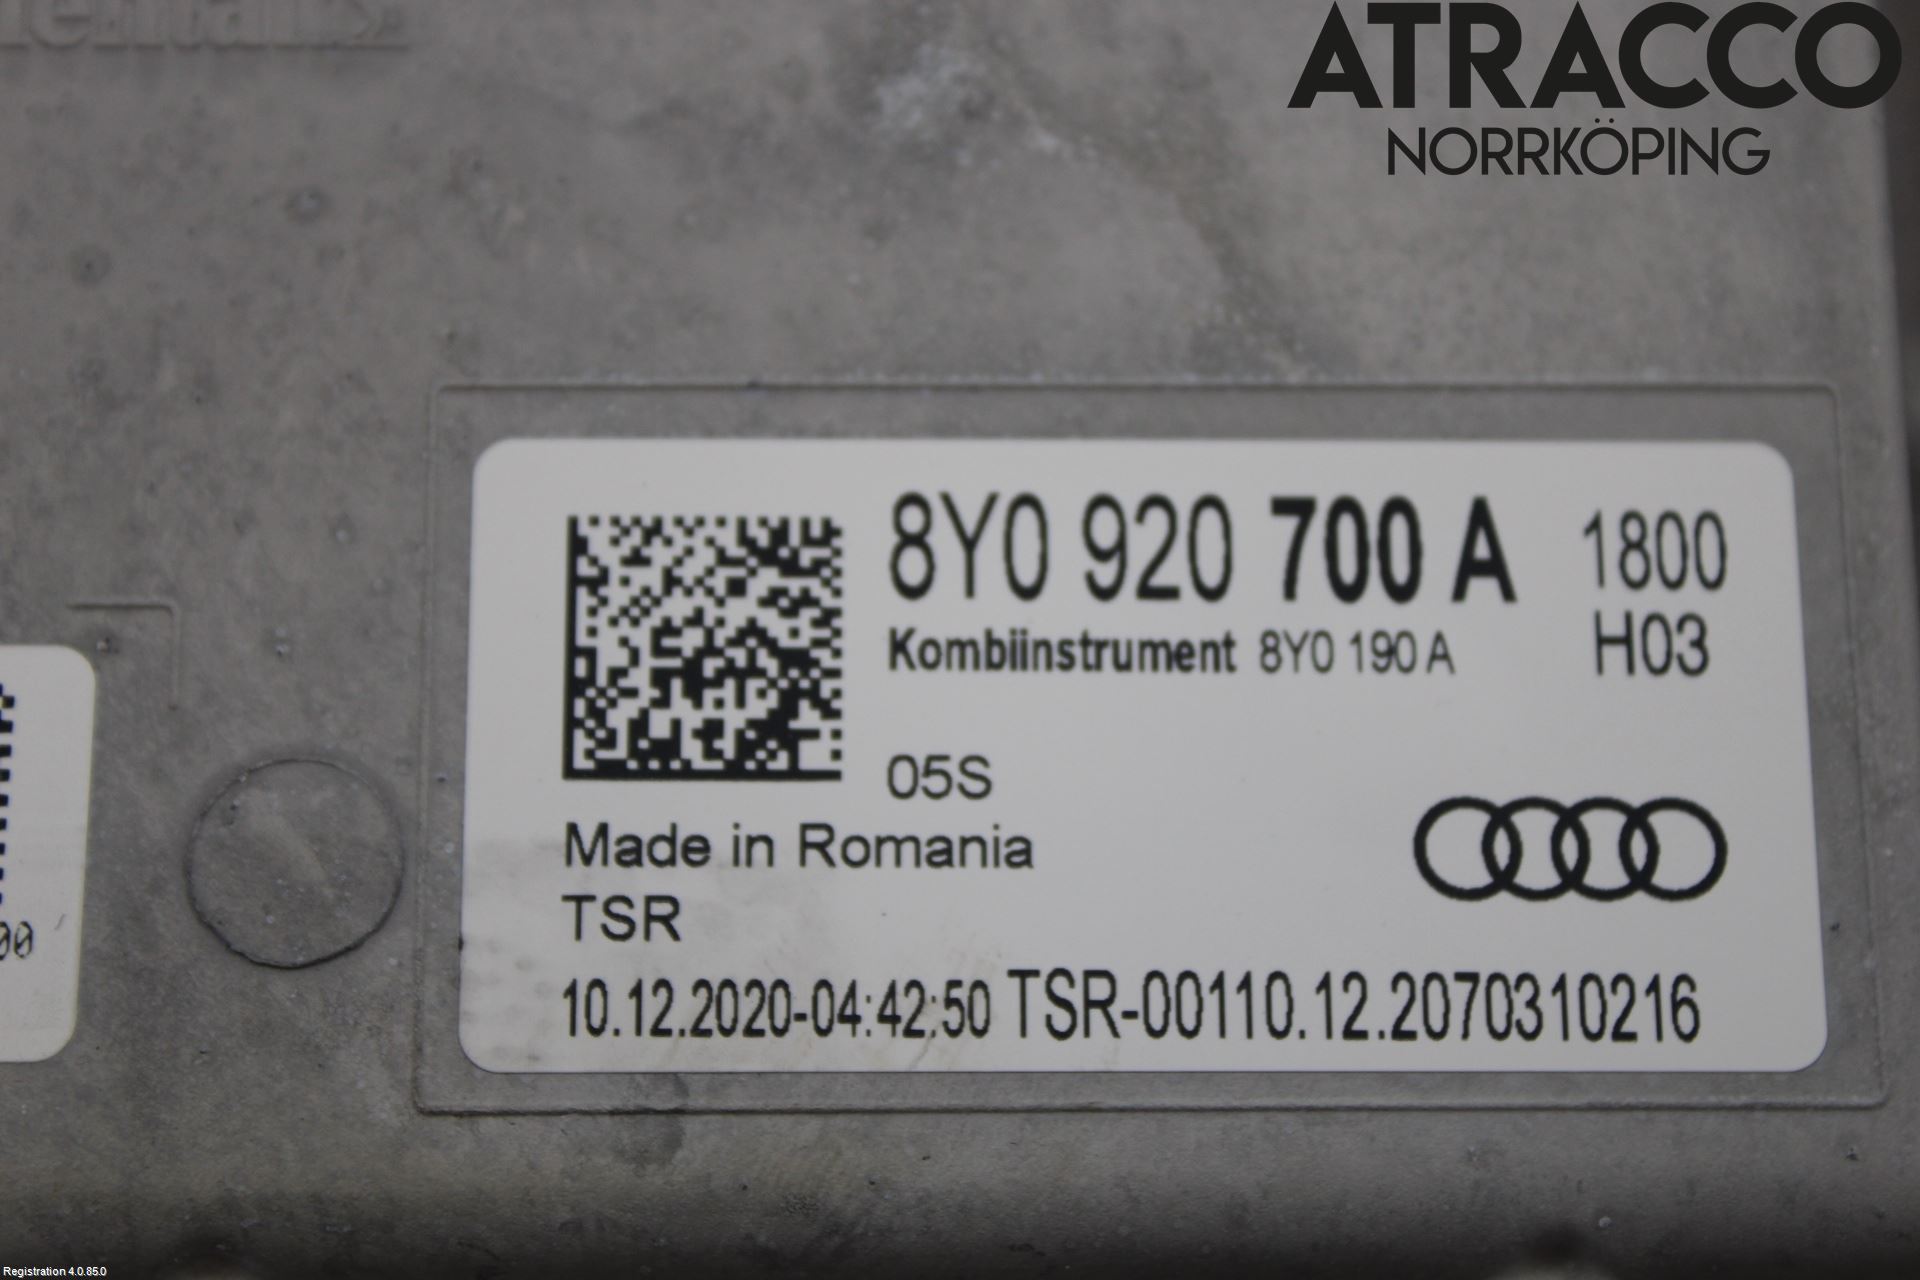 ATRACCO
NORRKÖPING
8Y0 920 700 A 1800
Kombiinstrument 8Y0 190 A H03
05S
Made in Romania
TSR
10.12.2020-04:42:50 TSR-00110.12.2070310216
00
Registration 4.0.85.0